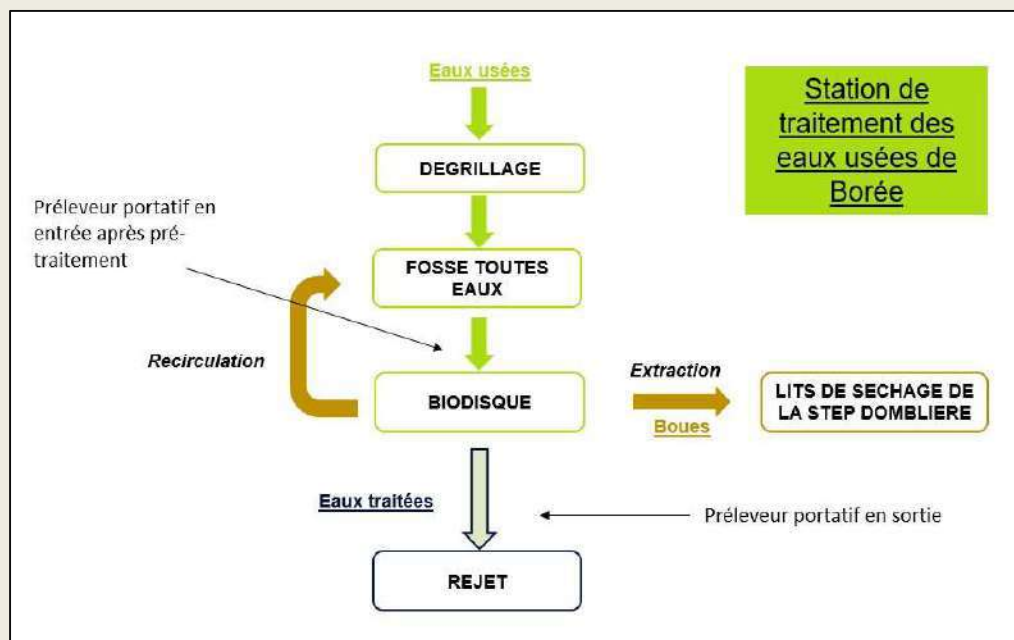 Eaux usées
Station de
traitement des
eaux usées de
Borée
DEGRILLAGE
Préleveur portatif en
entrée après pré-
traitement
FOSSE TOUTES
EAUX
Recirculation
BIODISQUE
Extraction
Boues
LITS DE SECHAGE DE
LA STEP DOMBLIERE
Eaux traitées
Préleveur portatif en sortie
REJET